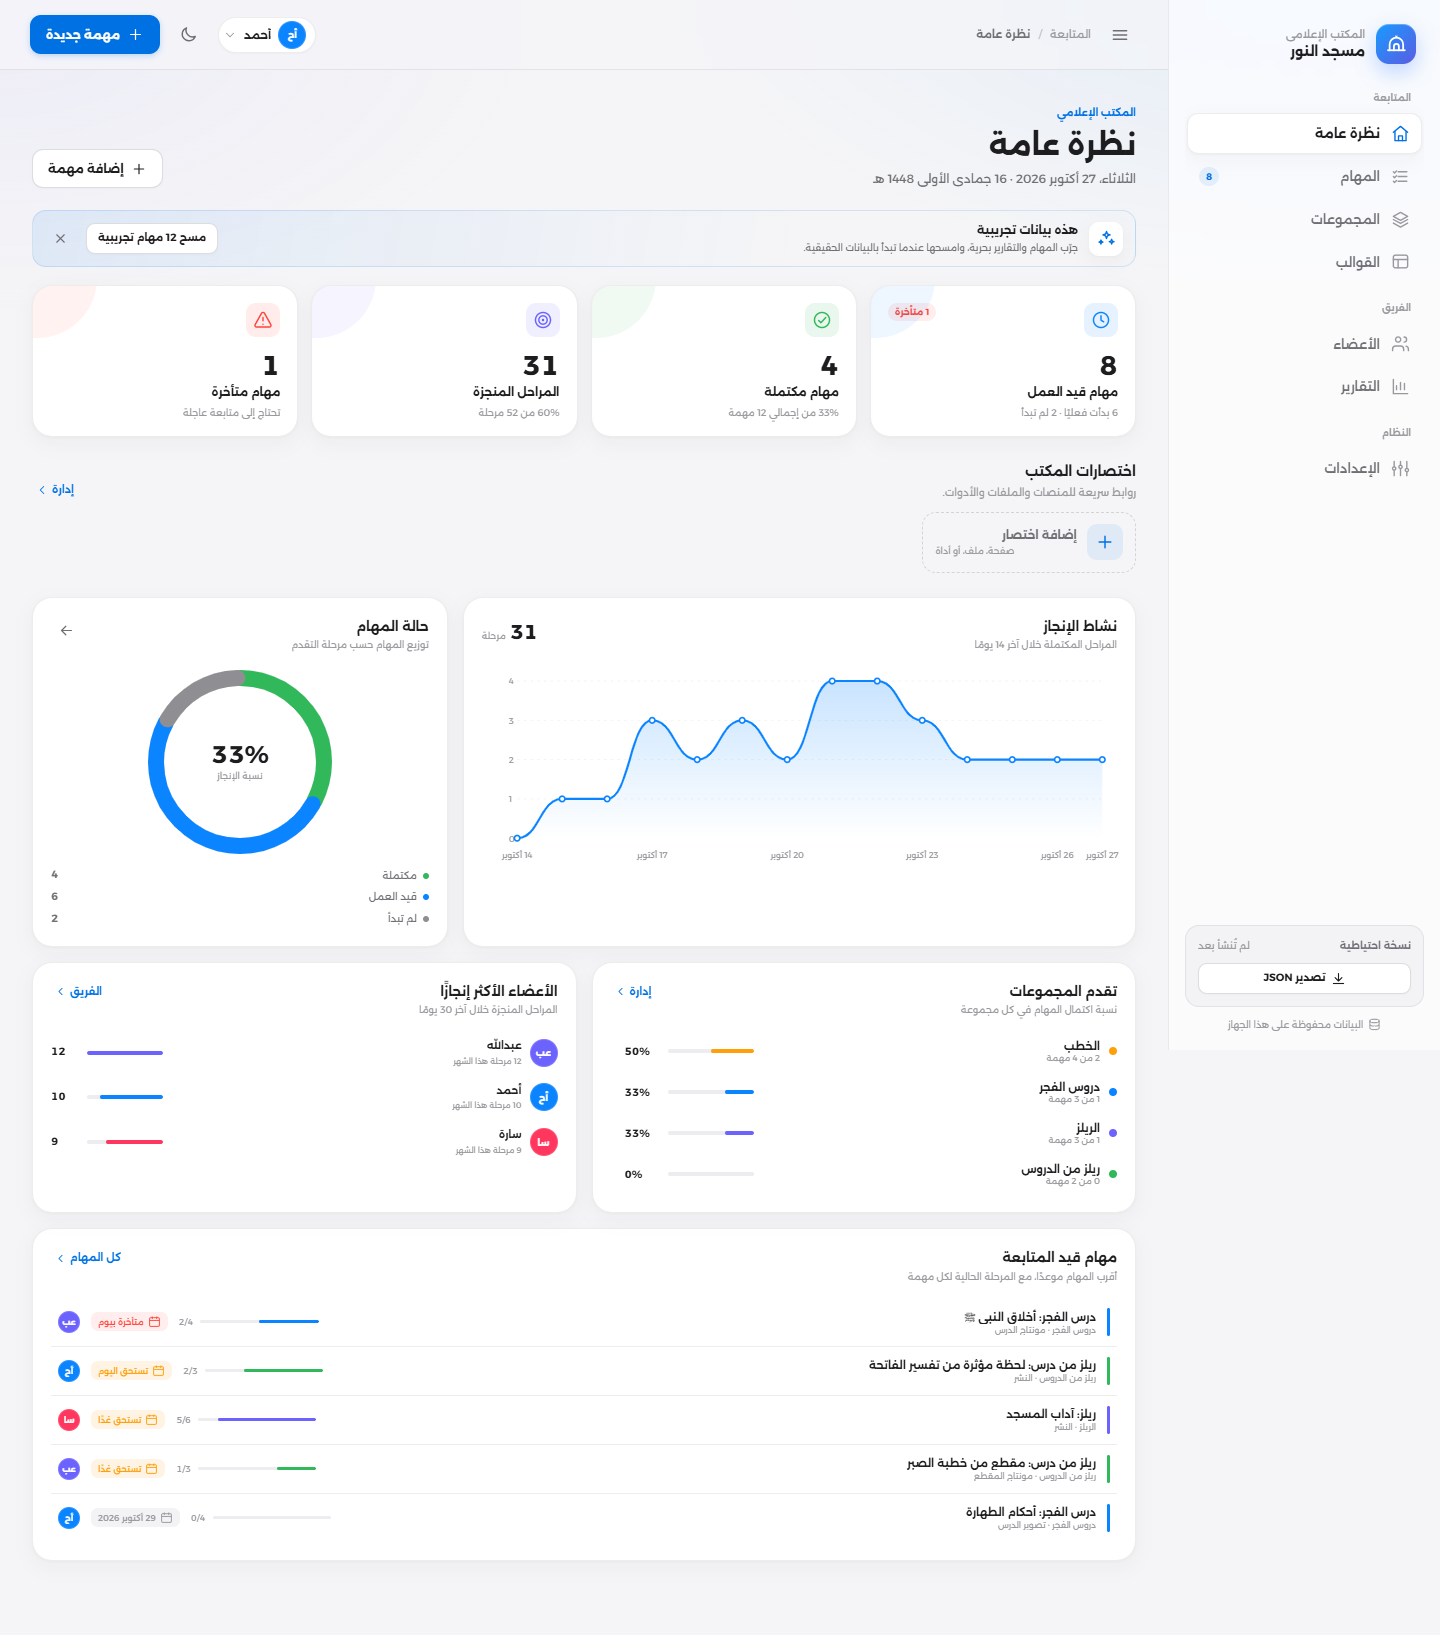 المكتب الإعلامي
مسجد النور
المتابعة
نظرة عامة
المهام
8
المجموعات
القوالب
الفريق
الأعضاء
التقارير
النظام
الإعدادات
نسخة احتياطية
لم تُنشأ بعد
تصدير JSON
البيانات محفوظة على هذا الجهاز
المتابعة / نظرة عامة
أح أحمد
مهمة جديدة
المكتب الإعلامي
نظرة عامة
الثلاثاء، 27 أكتوبر 2026 · 16 جمادى الأولى 1448 هـ
إضافة مهمة
هذه بيانات تجريبية
جرّب المهام والتقارير بحرية، وامسحها عندما تبدأ بالبيانات الحقيقية.
مسح 12 مهام تجريبية
1 متأخرة
8
مهام قيد العمل
6 بدأت فعليًا · 2 لم تبدأ
4
مهام مكتملة
33% من إجمالي 12 مهمة
31
المراحل المنجزة
60% من 52 مرحلة
1
مهام متأخرة
تحتاج إلى متابعة عاجلة
اختصارات المكتب
روابط سريعة للمنصات والملفات والأدوات.
إدارة
إضافة اختصار
صفحة، ملف، أو أداة
نشاط الإنجاز
المراحل المكتملة خلال آخر 14 يومًا
31 مرحلة
4
3
2
1
0
14 أكتوبر
17 أكتوبر
20 أكتوبر
23 أكتوبر
26 أكتوبر
27 أكتوبر
حالة المهام
توزيع المهام حسب مرحلة التقدم
33%
نسبة الإنجاز
مكتملة 4
قيد العمل 6
لم تبدأ 2
تقدم المجموعات
نسبة اكتمال المهام في كل مجموعة
إدارة
الخطب
2 من 4 مهمة
50%
دروس الفجر
1 من 3 مهمة
33%
الريلز
1 من 3 مهمة
33%
ريلز من الدروس
0 من 2 مهمة
0%
الأعضاء الأكثر إنجازًا
المراحل المنجزة خلال آخر 30 يومًا
الفريق
عب
عبدالله
12 مرحلة هذا الشهر
12
أح
أحمد
10 مرحلة هذا الشهر
10
سا
سارة
9 مرحلة هذا الشهر
9
مهام قيد المتابعة
أقرب المهام موعدًا، مع المرحلة الحالية لكل مهمة
كل المهام
درس الفجر: أخلاق النبي ﷺ
دروس الفجر · مونتاج الدرس
2/4
متأخرة بيوم
عب
ريلز من درس: لحظة مؤثرة من تفسير الفاتحة
ريلز من الدروس · النشر
2/3
تستحق اليوم
أح
ريلز: آداب المسجد
الريلز · النشر
5/6
تستحق غدًا
سا
ريلز من درس: مقطع من خطبة الصبر
ريلز من الدروس · مونتاج المقطع
1/3
تستحق غدًا
عب
درس الفجر: أحكام الطهارة
دروس الفجر · تصوير الدرس
0/4
29 أكتوبر 2026
أح